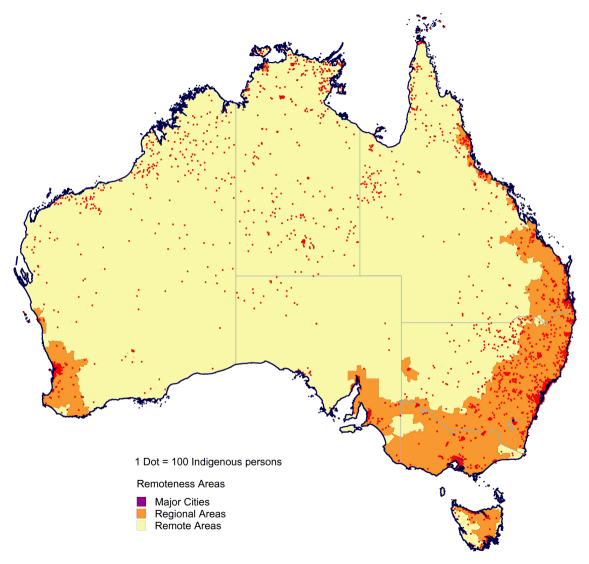 1 Dot = 100 Indigenous persons
Remoteness Areas
Major Cities
Regional Areas
Remote Areas